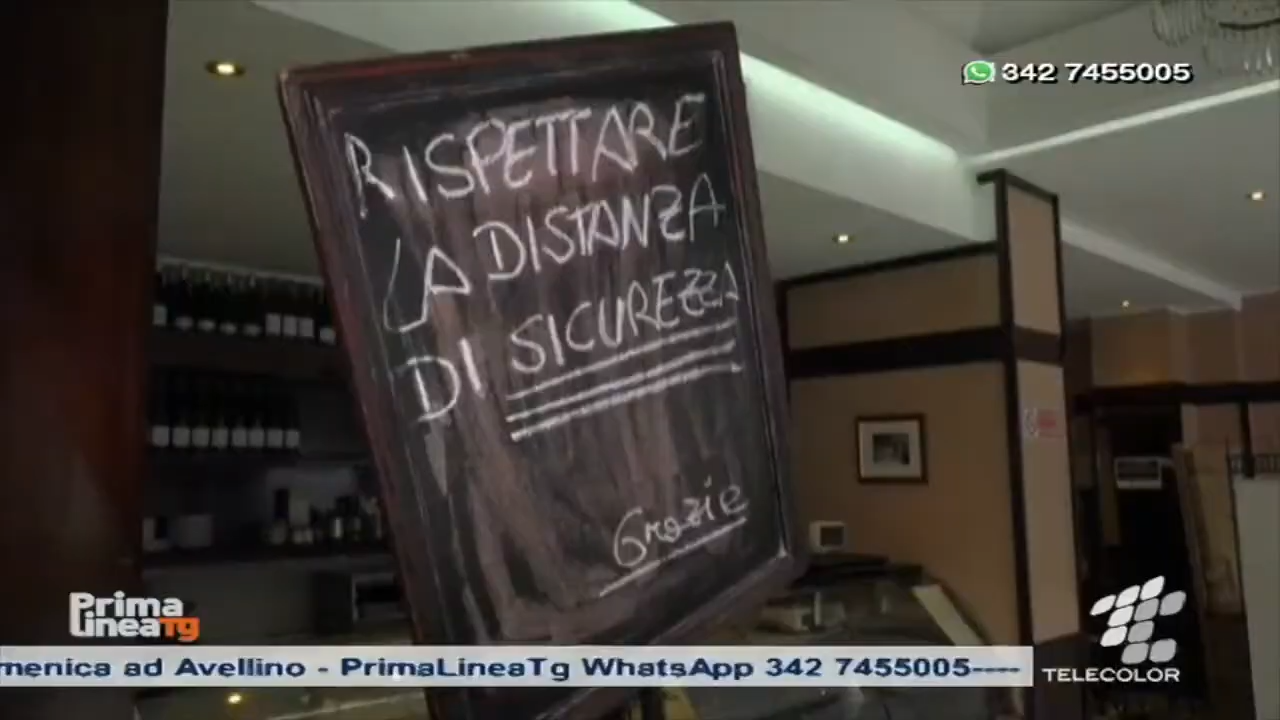 342 7455005
RISPETTARE
LA DISTANZA
DI SICUREZZA
Grazie
Prima
LineaTg
menica ad Avellino - PrimaLineaTg WhatsApp 342 7455005----
TELECOLOR